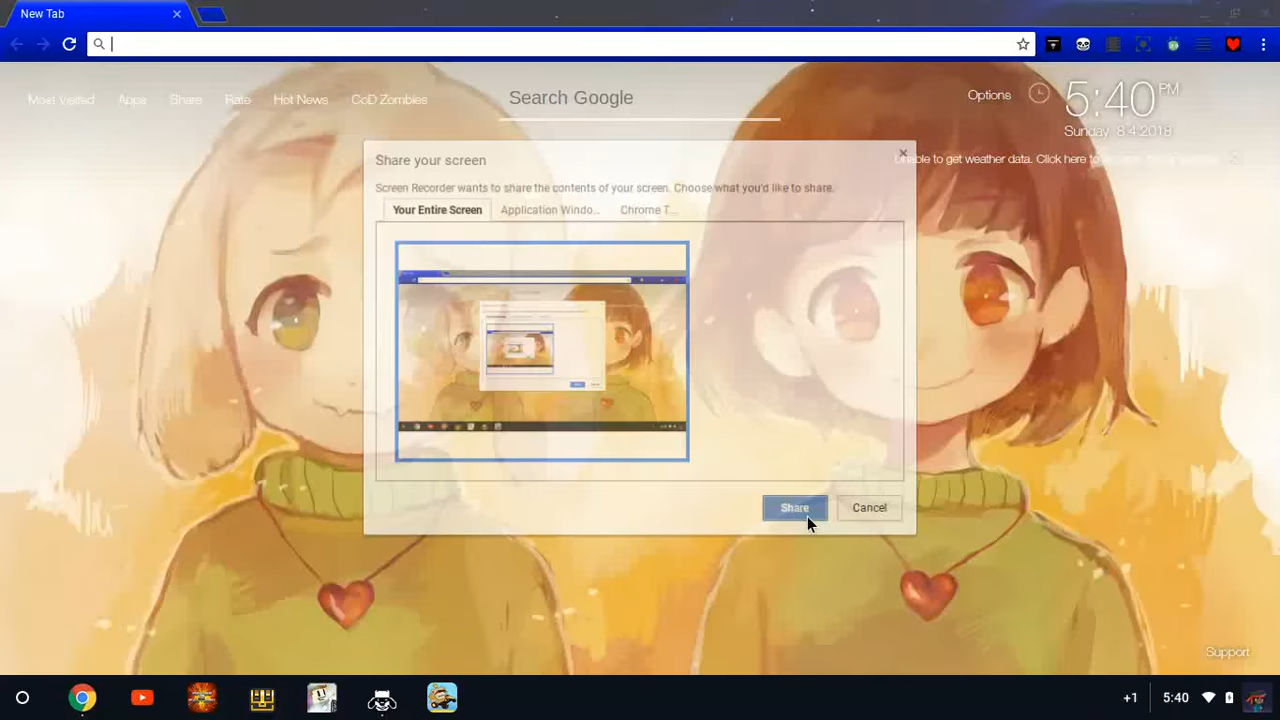 New Tab
Most Visited Apps Share Rate Hot News CoD Zombies
Search Google
Options
5:40 PM
Sunday 8.4.2018
Unable to get weather data. Click here to
Share your screen
Screen Recorder wants to share the contents of your screen. Choose what you'd like to share.
Your Entire Screen Application Windo... Chrome T...
Share Cancel
Support
+1 5:40